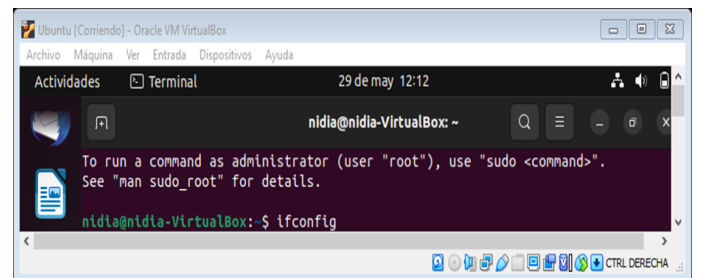 Ubuntu [Corriendo] - Oracle VM VirtualBox
Archivo Máquina Ver Entrada Dispositivos Ayuda
Actividades Terminal 29 de may 12:12
nidia@nidia-VirtualBox: ~
To run a command as administrator (user "root"), use "sudo <command>".
See "man sudo_root" for details.
nidia@nidia-VirtualBox:~$ ifconfig
CTRL DERECHA